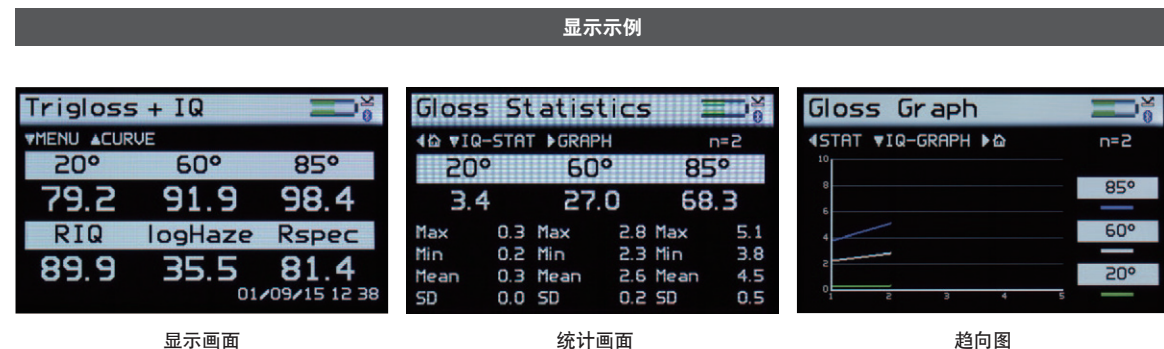 显示示例
Trigloss + IQ
▼MENU ▲CURVE
20° 60° 85°
79.2 91.9 98.4
RIQ logHaze Rspec
89.9 35.5 81.4
01/09/15 12 38
显示画面
Gloss Statistics
◀⌂ ▼IQ-STAT ▶GRAPH n=2
20° 60° 85°
3.4 27.0 68.3
Max 0.3 Max 2.8 Max 5.1
Min 0.2 Min 2.3 Min 3.8
Mean 0.3 Mean 2.6 Mean 4.5
SD 0.0 SD 0.2 SD 0.5
统计画面
Gloss Graph
◀STAT ▼IQ-GRAPH ▶⌂ n=2
10
8
6
4
2
0
1 2 3 4 5
85°
60°
20°
趋向图